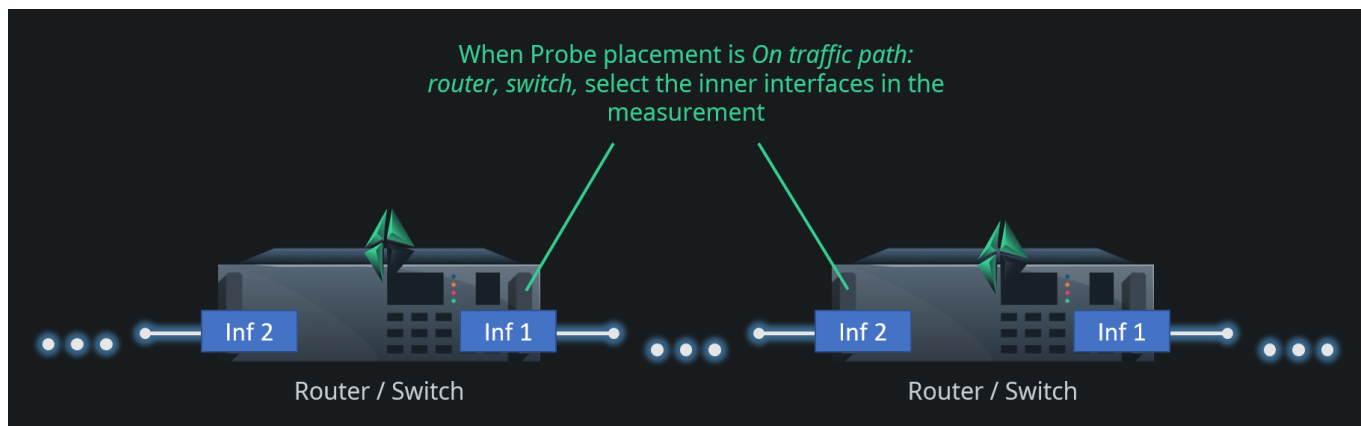 When Probe placement is On traffic path:
router, switch, select the inner interfaces in the
measurement
Inf 2
Inf 1
Inf 2
Inf 1
Router / Switch
Router / Switch